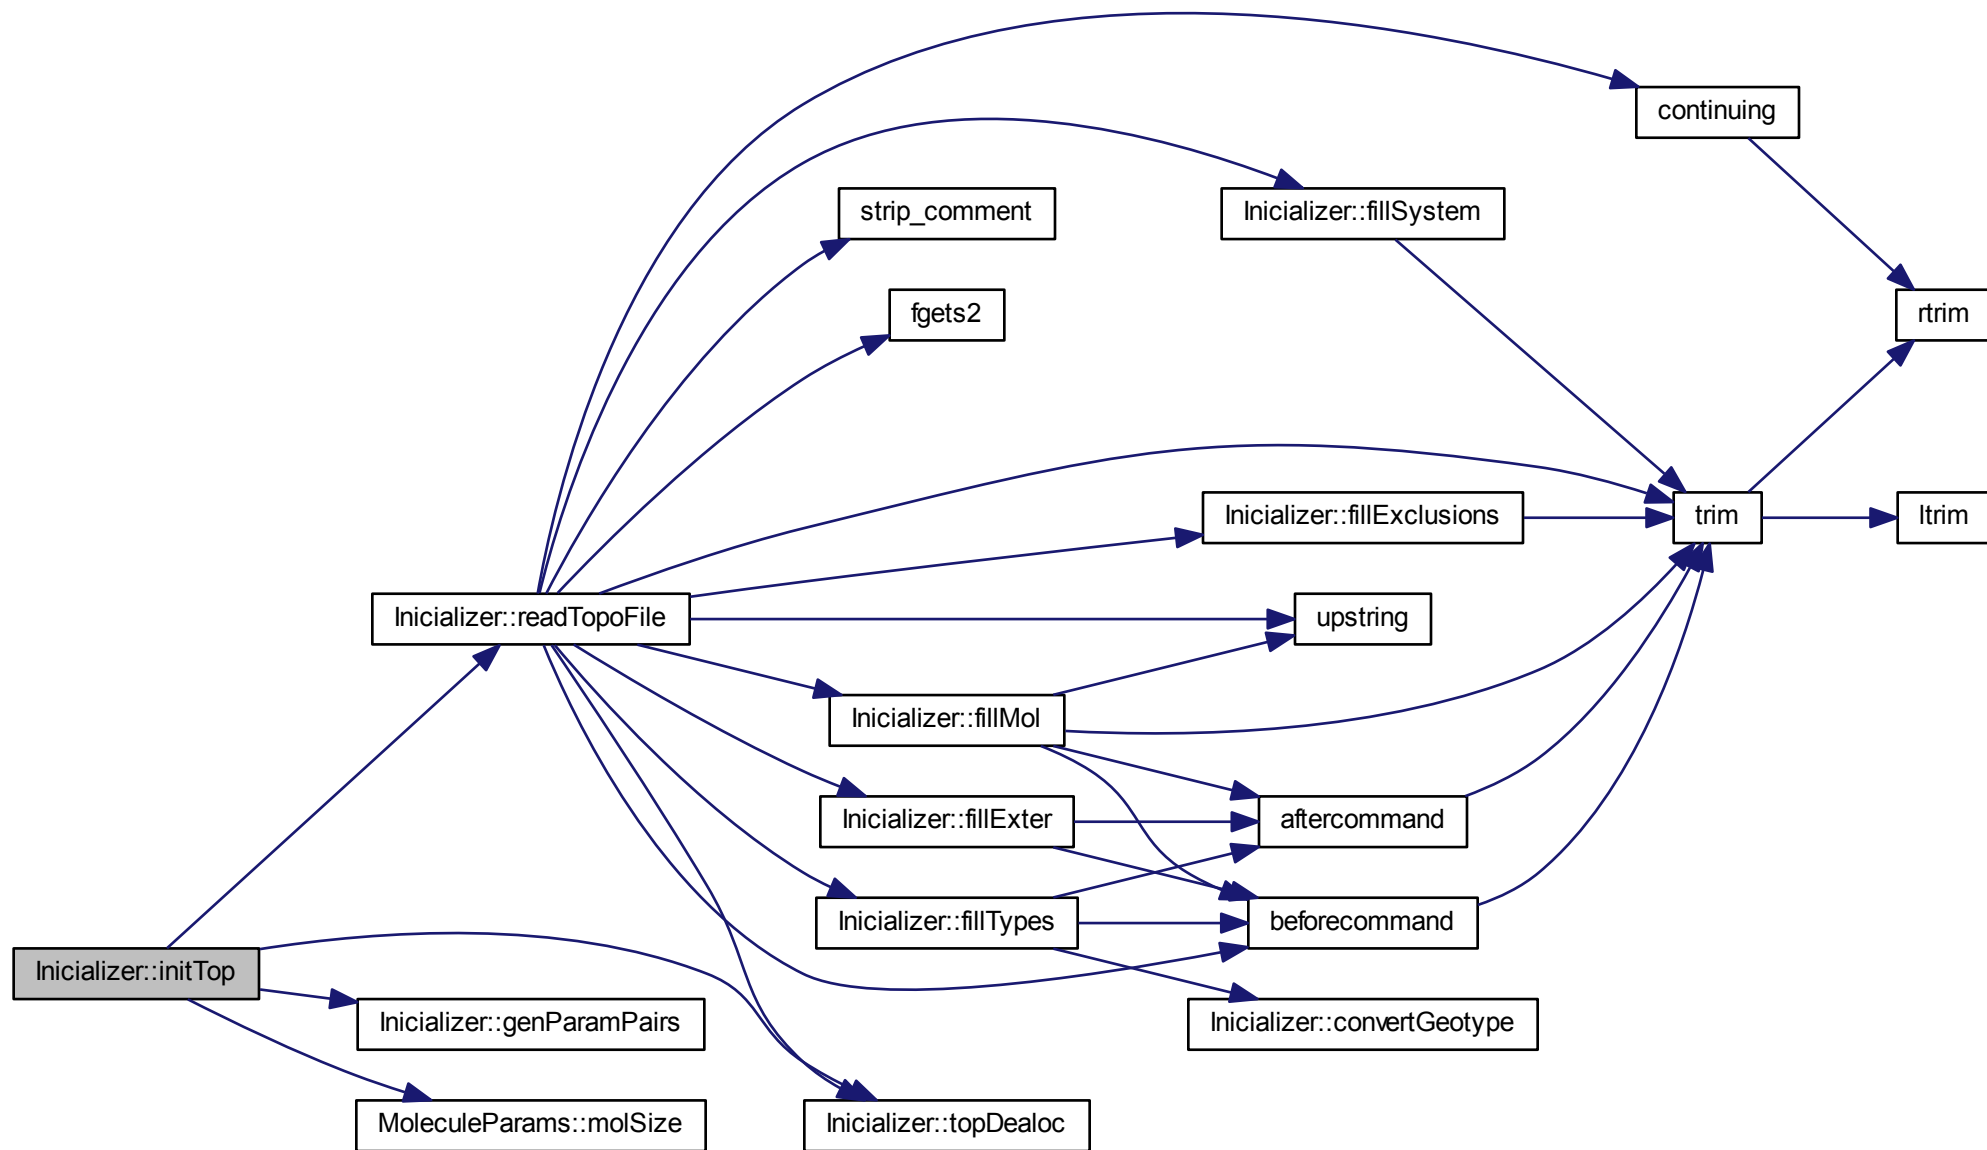 continuing
strip_comment
Inicializer::fillSystem
fgets2
rtrim
Inicializer::fillExclusions
trim
ltrim
Inicializer::readTopoFile
upstring
Inicializer::fillMol
Inicializer::fillExter
aftercommand
Inicializer::fillTypes
beforecommand
Inicializer::initTop
Inicializer::genParamPairs
Inicializer::convertGeotype
MoleculeParams::molSize
Inicializer::topDealoc